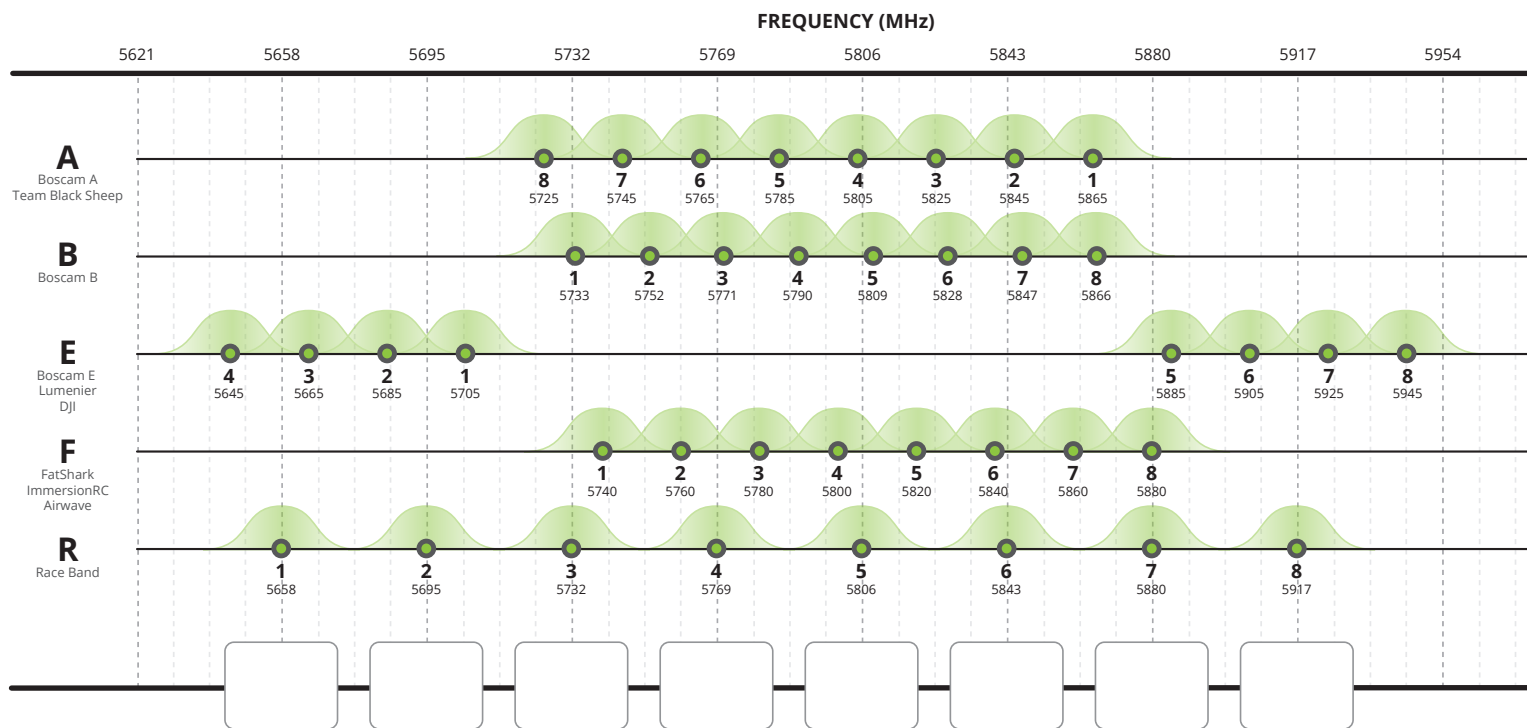 FREQUENCY (MHz)
5621 5658 5695 5732 5769 5806 5843 5880 5917 5954
A
Boscam A
Team Black Sheep
8 7 6 5 4 3 2 1
5725 5745 5765 5785 5805 5825 5845 5865
B
Boscam B
1 2 3 4 5 6 7 8
5733 5752 5771 5790 5809 5828 5847 5866
E
Boscam E
Lumenier
DJI
4 3 2 1 5 6 7 8
5645 5665 5685 5705 5885 5905 5925 5945
F
FatShark
ImmersionRC
Airwave
1 2 3 4 5 6 7 8
5740 5760 5780 5800 5820 5840 5860 5880
R
Race Band
1 2 3 4 5 6 7 8
5658 5695 5732 5769 5806 5843 5880 5917